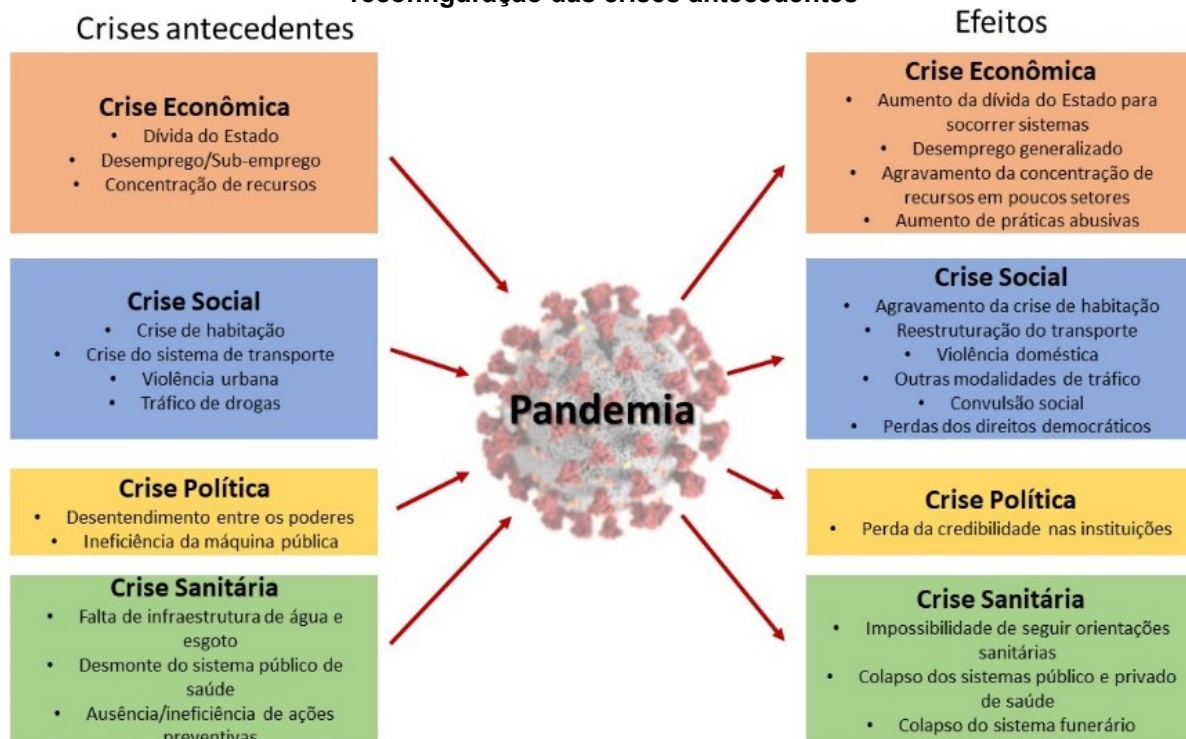 reconfiguração das crises antecedentes
Crises antecedentes
Crise Econômica
• Dívida do Estado
• Desemprego/Sub-emprego
• Concentração de recursos
Crise Social
• Crise de habitação
• Crise do sistema de transporte
• Violência urbana
• Tráfico de drogas
Crise Política
• Desentendimento entre os poderes
• Ineficiência da máquina pública
Crise Sanitária
• Falta de infraestrutura de água e
esgoto
• Desmonte do sistema público de
saúde
• Ausência/ineficiência de ações
preventivas
Pandemia
Efeitos
Crise Econômica
• Aumento da dívida do Estado para
socorrer sistemas
• Desemprego generalizado
• Agravamento da concentração de
recursos em poucos setores
• Aumento de práticas abusivas
Crise Social
• Agravamento da crise de habitação
• Reestruturação do transporte
• Violência doméstica
• Outras modalidades de tráfico
• Convulsão social
• Perdas dos direitos democráticos
Crise Política
• Perda da credibilidade nas instituições
Crise Sanitária
• Impossibilidade de seguir orientações
sanitárias
• Colapso dos sistemas público e privado
de saúde
• Colapso do sistema funerário